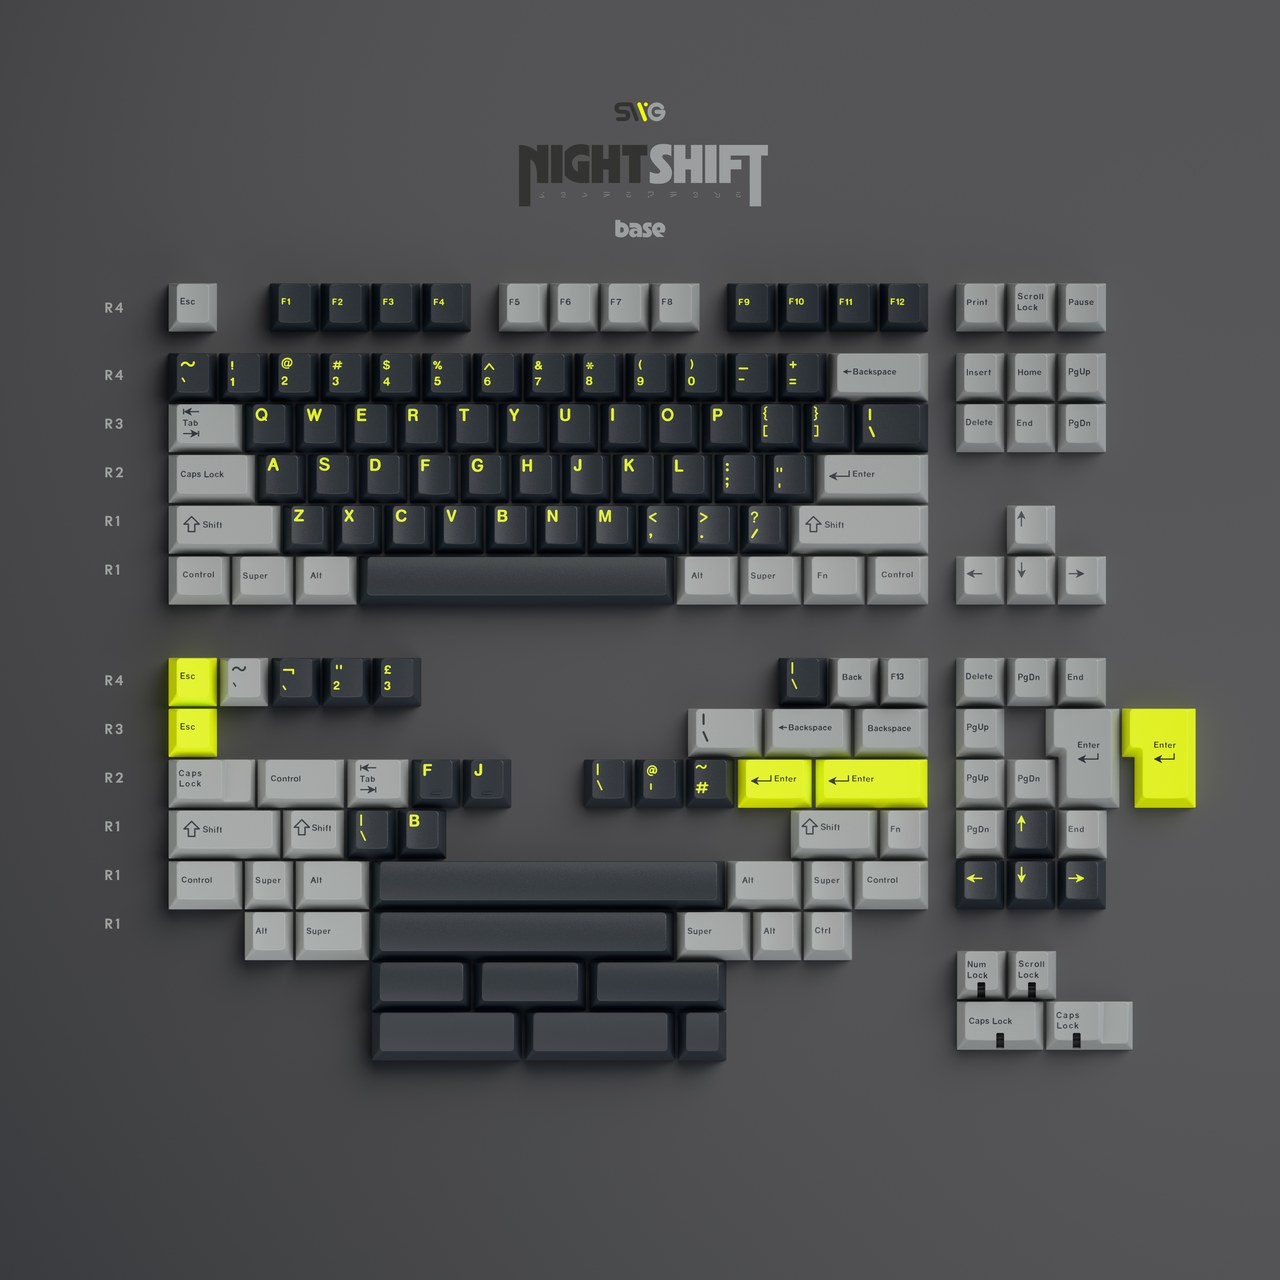 SWG
NIGHTSHIFT
base
R4 Esc F1 F2 F3 F4 F5 F6 F7 F8 F9 F10 F11 F12 Print Scroll Lock Pause
R4 ~ ` ! 1 @ 2 # 3 $ 4 % 5 ^ 6 & 7 * 8 ( 9 ) 0 _ - + = ←Backspace Insert Home PgUp
R3 Tab Q W E R T Y U I O P { [ } ] | \ Delete End PgDn
R2 Caps Lock A S D F G H J K L : ; " ' Enter
R1 Shift Z X C V B N M < , > . ? / Shift ↑
R1 Control Super Alt Alt Super Fn Control ← ↓ →
R4 Esc ~ ` ¬ ` " 2 £ 3 | \ Back F13 Delete PgDn End
R3 Esc | \ ←Backspace Backspace PgUp Enter Enter
R2 Caps Lock Control Tab F J | \ @ ' ~ # Enter Enter PgUp PgDn
R1 Shift Shift | \ B Shift Fn PgDn ↑ End
R1 Control Super Alt Alt Super Control ← ↓ →
R1 Alt Super Super Alt Ctrl
Num Lock Scroll Lock
Caps Lock Caps Lock